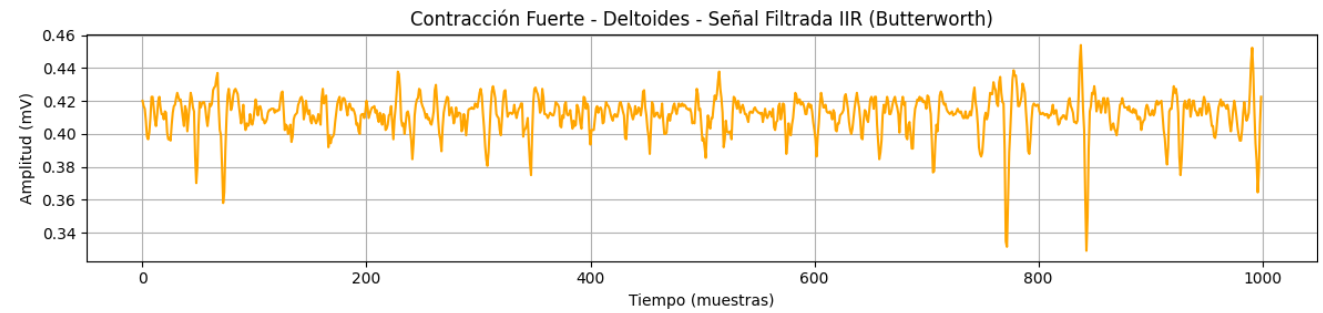 Contracción Fuerte - Deltoides - Señal Filtrada IIR (Butterworth)
Amplitud (mV)
0.46
0.44
0.42
0.40
0.38
0.36
0.34
0 200 400 600 800 1000
Tiempo (muestras)